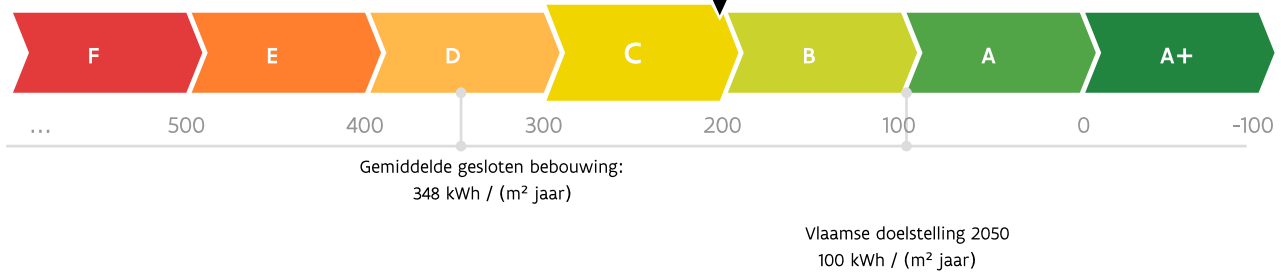 F E D C B A A+
... 500 400 300 200 100 0 -100
Gemiddelde gesloten bebouwing:
348 kWh / (m² jaar)
Vlaamse doelstelling 2050
100 kWh / (m² jaar)